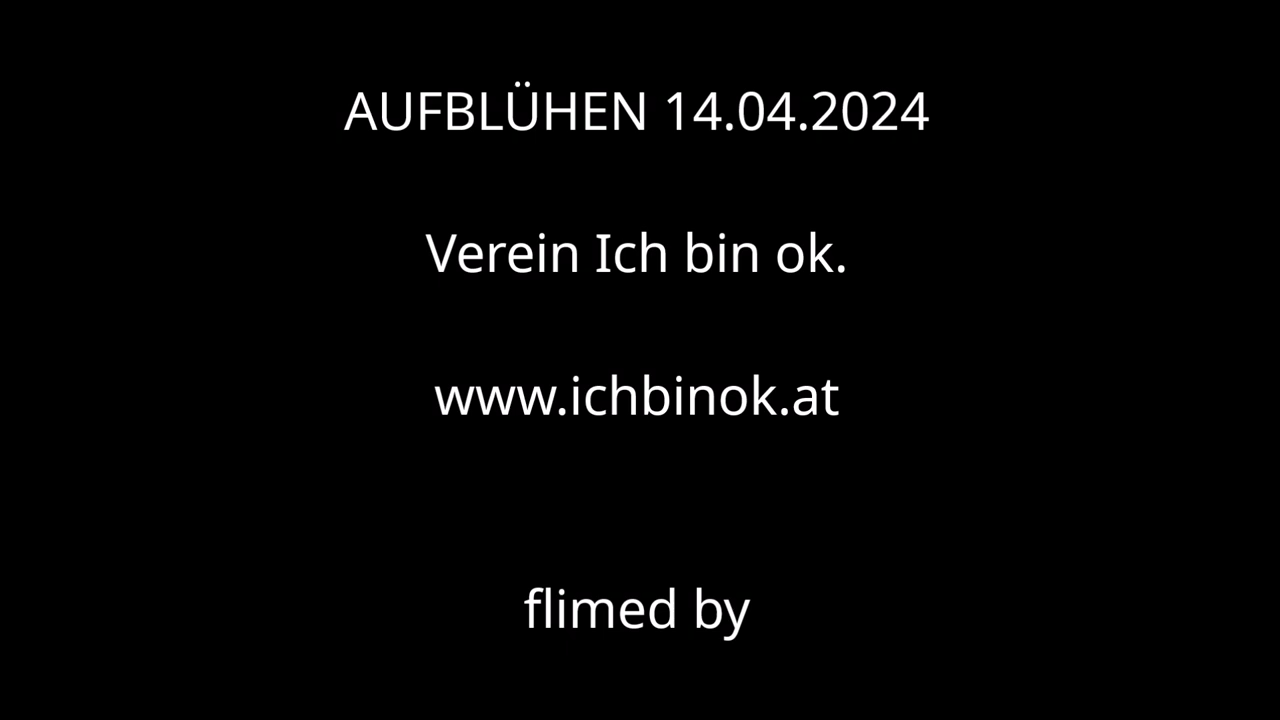 AUFBLÜHEN 14.04.2024
Verein Ich bin ok.
www.ichbinok.at
flimed by